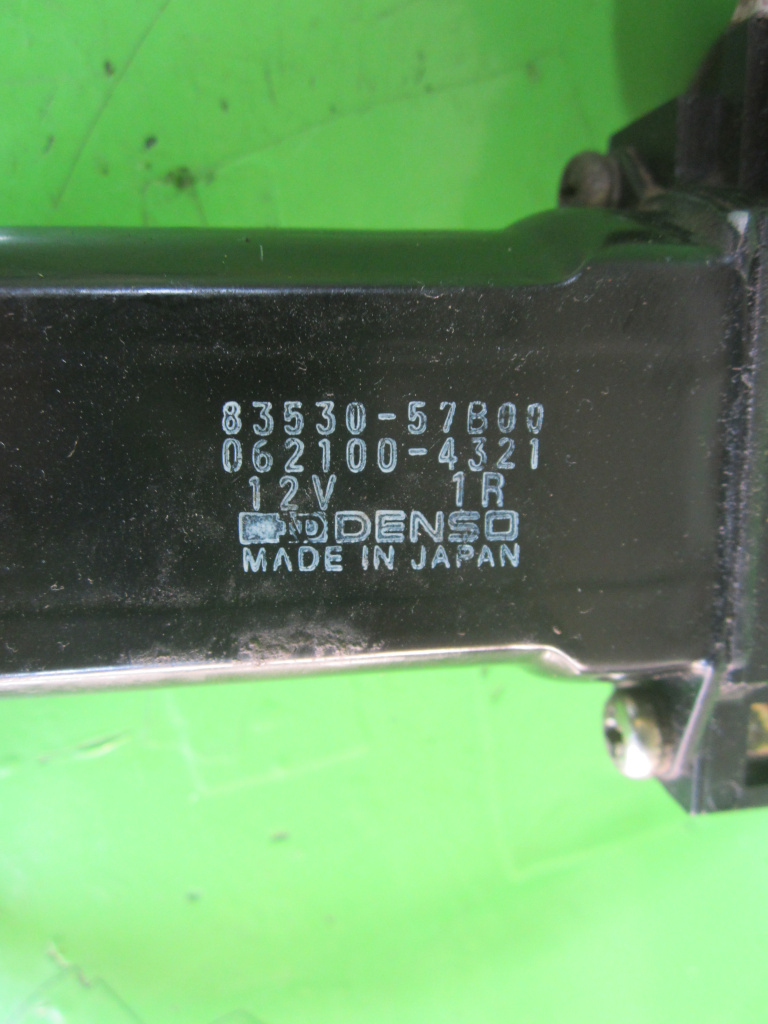 83530-57B00
062100-4321
12V 1R
DENSO
MADE IN JAPAN